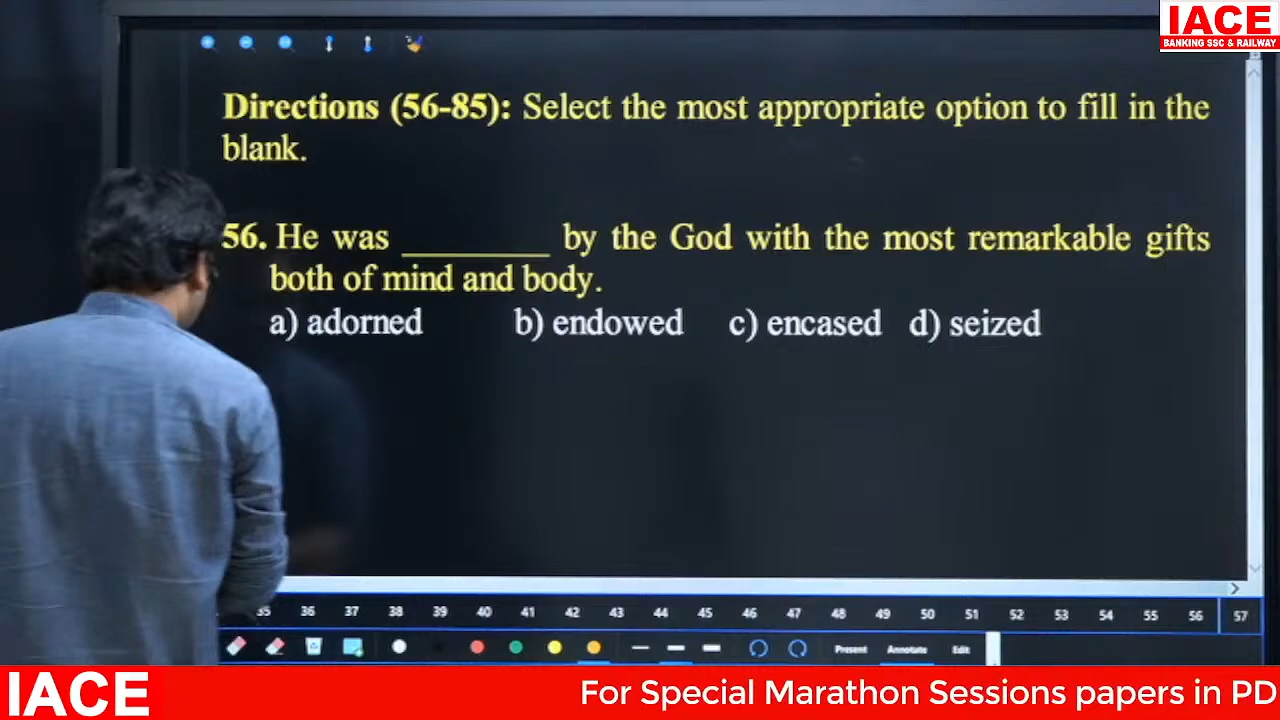 IACE
BANKING SSC & RAILWAY
Directions (56-85): Select the most appropriate option to fill in the
blank.
56. He was _________ by the God with the most remarkable gifts
both of mind and body.
a) adorned b) endowed c) encased d) seized
35 36 37 38 39 40 41 42 43 44 45 46 47 48 49 50 51 52 53 54 55 56 57
Present Annotate Edit
IACE
For Special Marathon Sessions papers in PD